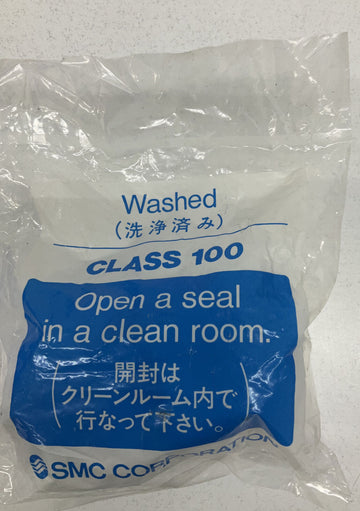 Washed
(洗浄済み)
CLASS 100
Open a seal
in a clean room.
(開封は
クリーンルーム内で
行なって下さい。)
SMC CORPORATION